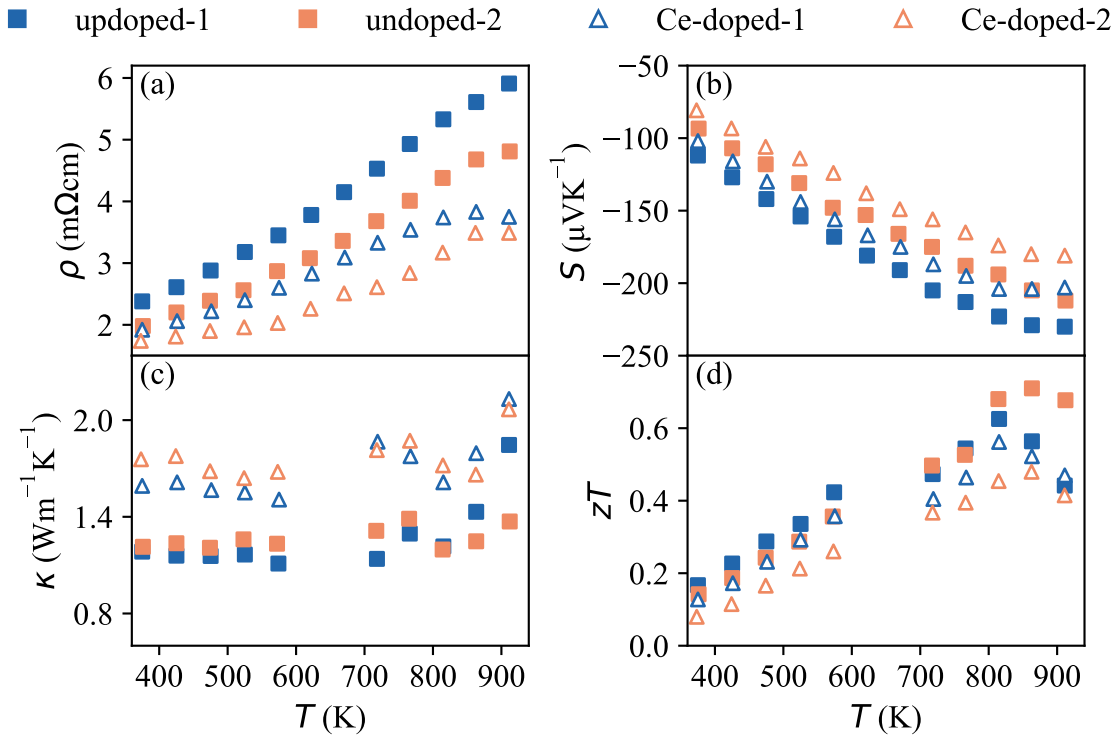 updoped-1 undoped-2 Ce-doped-1 Ce-doped-2
(a)
6
5
4
3
2
ρ (mΩcm)
(b)
−50
−100
−150
−200
−250
S (μVK⁻¹)
(c)
2.0
1.4
0.8
κ (Wm⁻¹K⁻¹)
400 500 600 700 800 900
T (K)
(d)
0.6
0.4
0.2
0.0
zT
400 500 600 700 800 900
T (K)